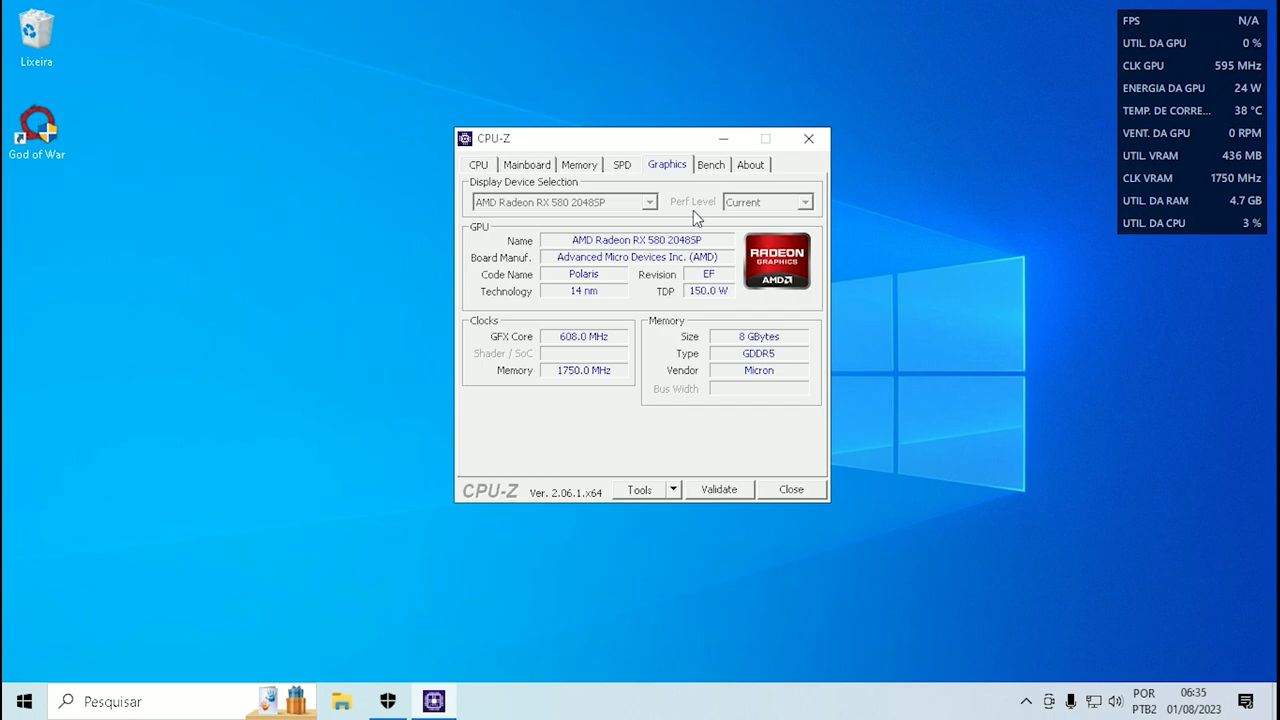 Lixeira
God of War
FPS N/A
UTIL. DA GPU 0 %
CLK GPU 595 MHz
ENERGIA DA GPU 24 W
TEMP. DE CORRE... 38 °C
VENT. DA GPU 0 RPM
UTIL. VRAM 436 MB
CLK VRAM 1750 MHz
UTIL. DA RAM 4.7 GB
UTIL. DA CPU 3 %
CPU-Z
CPU Mainboard Memory SPD Graphics Bench About
Display Device Selection
AMD Radeon RX 580 2048SP Perf Level Current
GPU
Name AMD Radeon RX 580 2048SP
Board Manuf. Advanced Micro Devices Inc. (AMD)
Code Name Polaris Revision EF
Technology 14 nm TDP 150.0 W
RADEON
GRAPHICS
AMD
Clocks
GFX Core 608.0 MHz
Shader / SoC
Memory 1750.0 MHz
Memory
Size 8 GBytes
Type GDDR5
Vendor Micron
Bus Width
CPU-Z Ver. 2.06.1.x64 Tools Validate Close
Pesquisar
POR
PTB2
06:35
01/08/2023